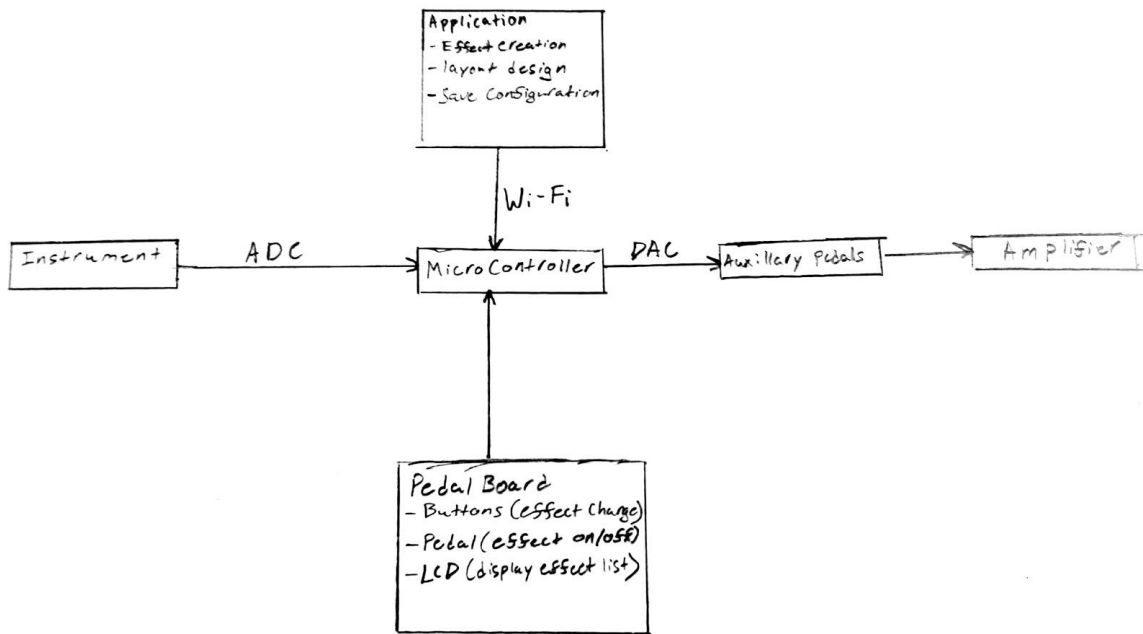 Application
- Effect Creation
- layout design
- Save Configuration
Wi-Fi
Instrument
ADC
MicroController
DAC
Auxillary Pedals
Amplifier
Pedal Board
- Buttons (effect Change)
- Pedal (effect on/off)
- LCD (display effect list)